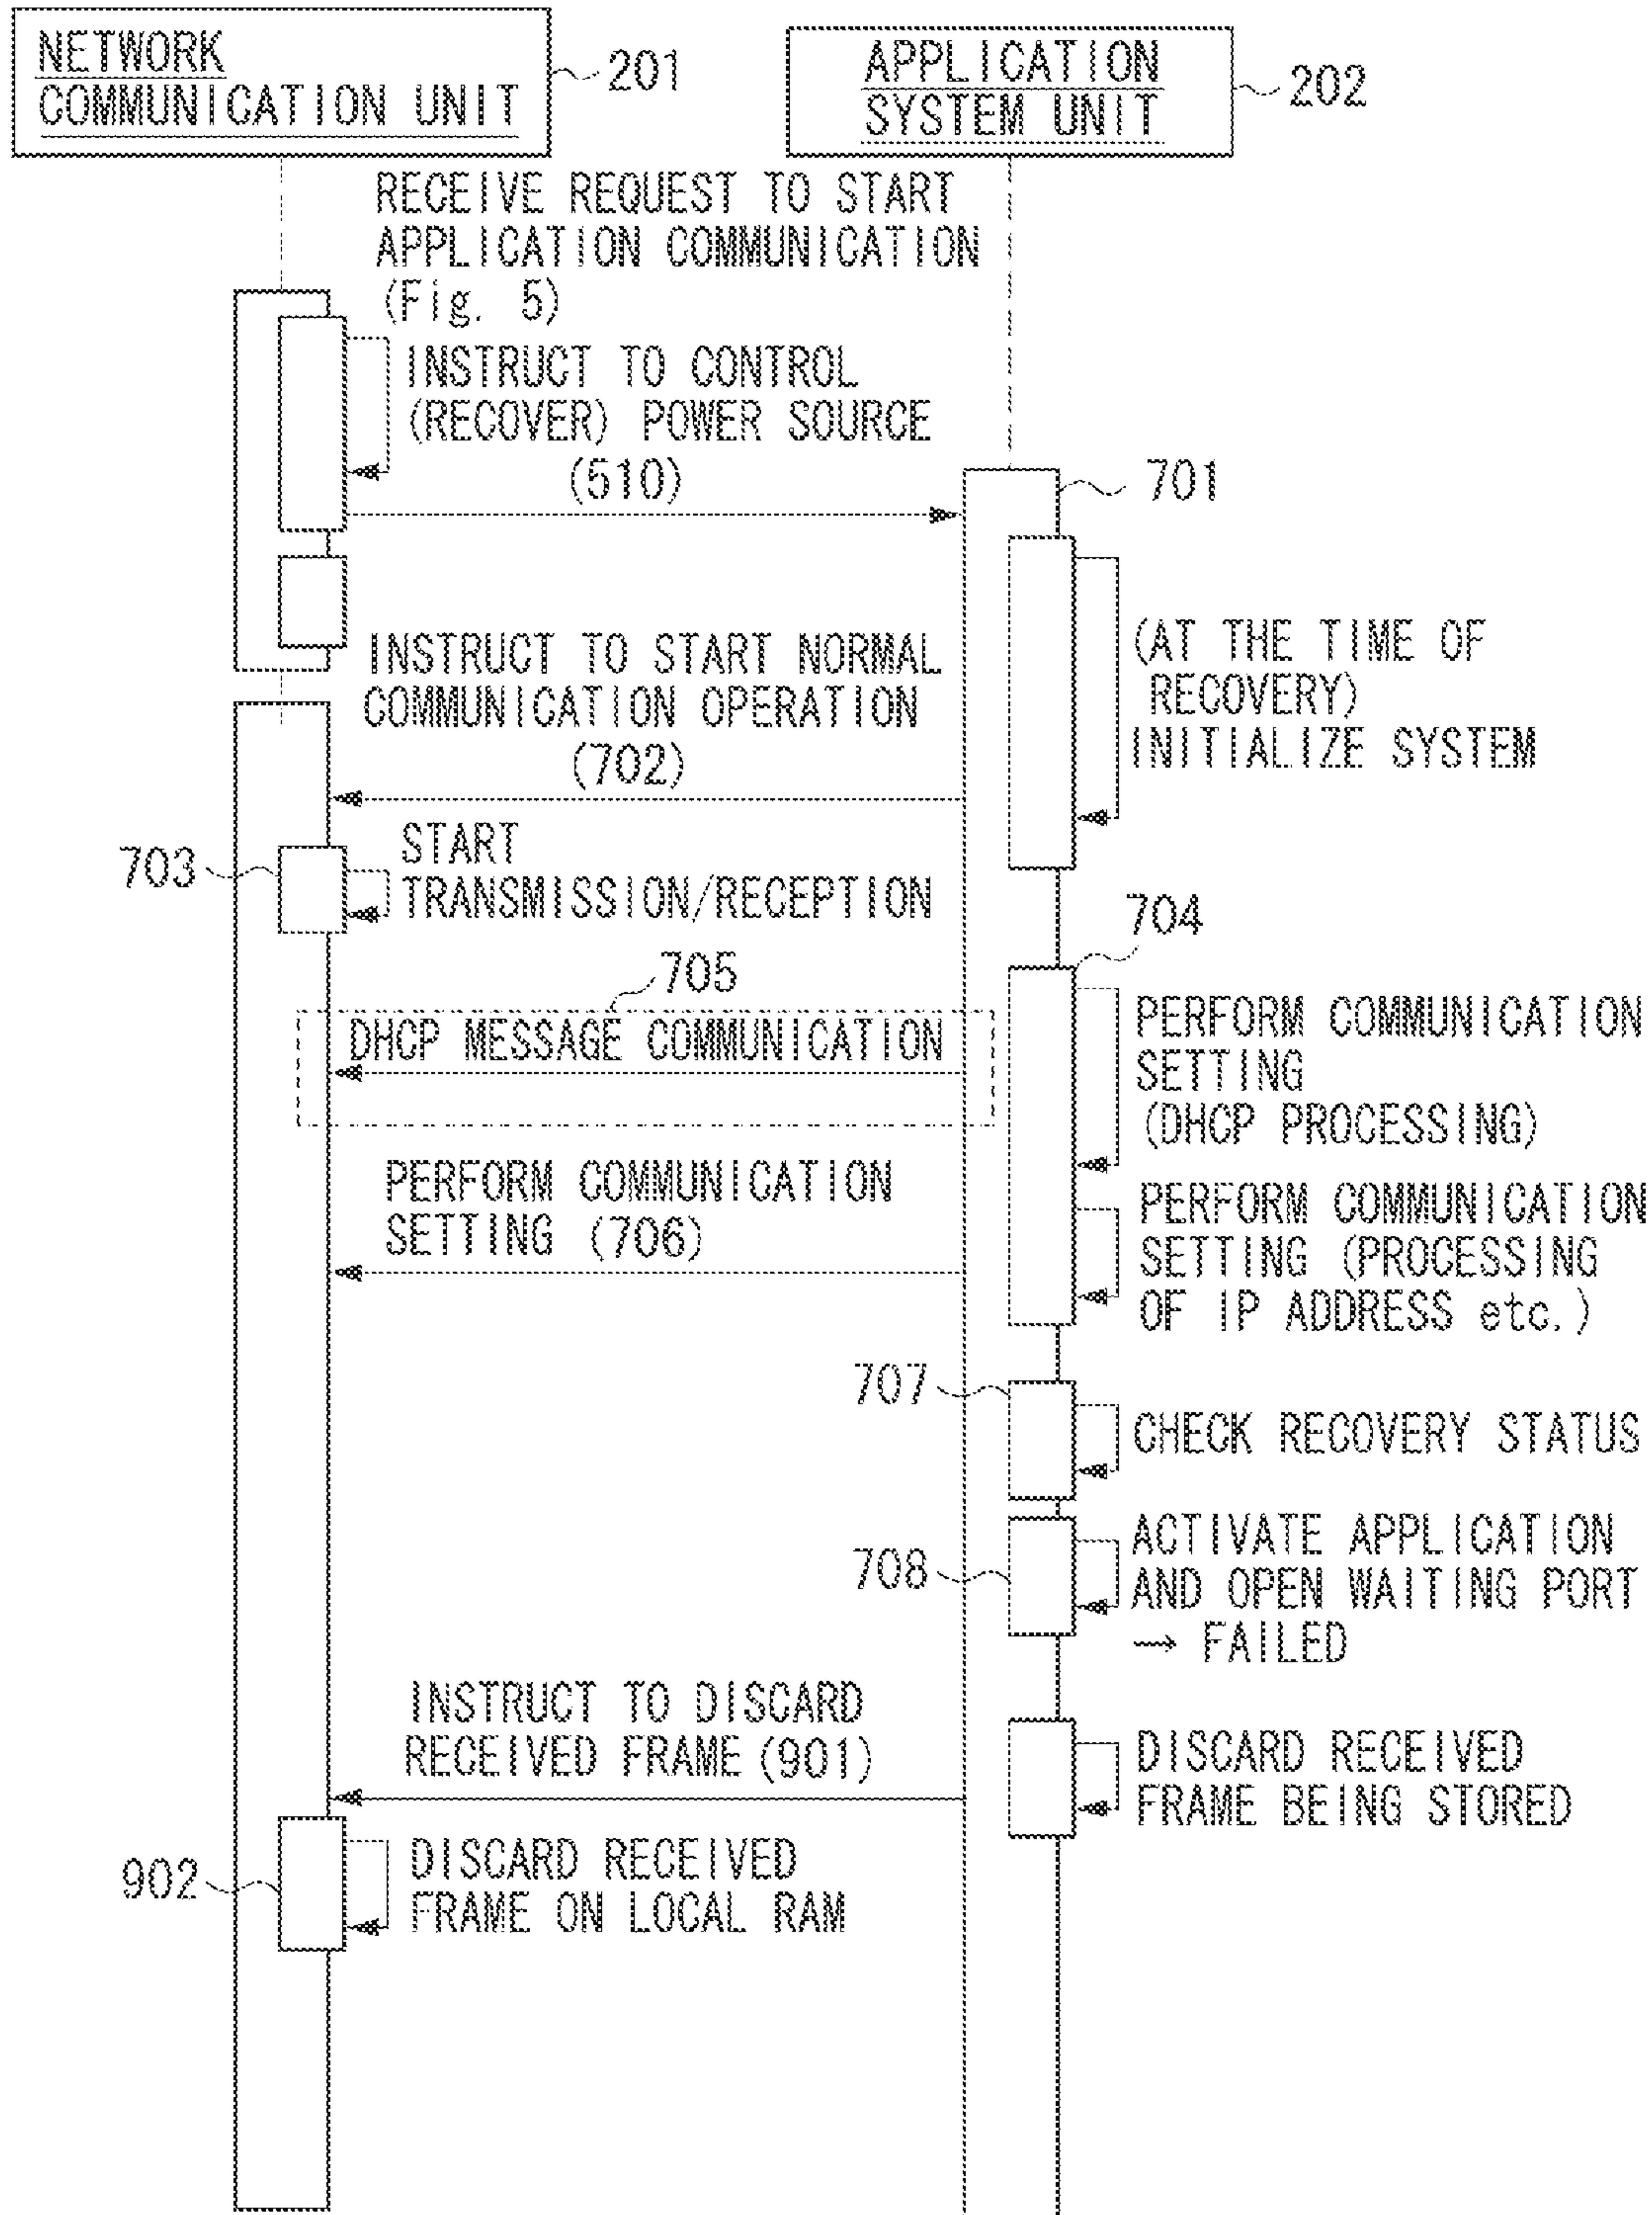 NETWORK
COMMUNICATION UNIT
201
APPLICATION
SYSTEM UNIT
202
RECEIVE REQUEST TO START
APPLICATION COMMUNICATION
(Fig. 5)
INSTRUCT TO CONTROL
(RECOVER) POWER SOURCE
(510)
701
(AT THE TIME OF
RECOVERY)
INITIALIZE SYSTEM
INSTRUCT TO START NORMAL
COMMUNICATION OPERATION
(702)
703
START
TRANSMISSION/RECEPTION
704
705
DHCP MESSAGE COMMUNICATION
PERFORM COMMUNICATION
SETTING
(DHCP PROCESSING)
PERFORM COMMUNICATION
SETTING (706)
PERFORM COMMUNICATION
SETTING (PROCESSING
OF IP ADDRESS etc.)
707
CHECK RECOVERY STATUS
708
ACTIVATE APPLICATION
AND OPEN WAITING PORT
→ FAILED
INSTRUCT TO DISCARD
RECEIVED FRAME (901)
DISCARD RECEIVED
FRAME BEING STORED
902
DISCARD RECEIVED
FRAME ON LOCAL RAM